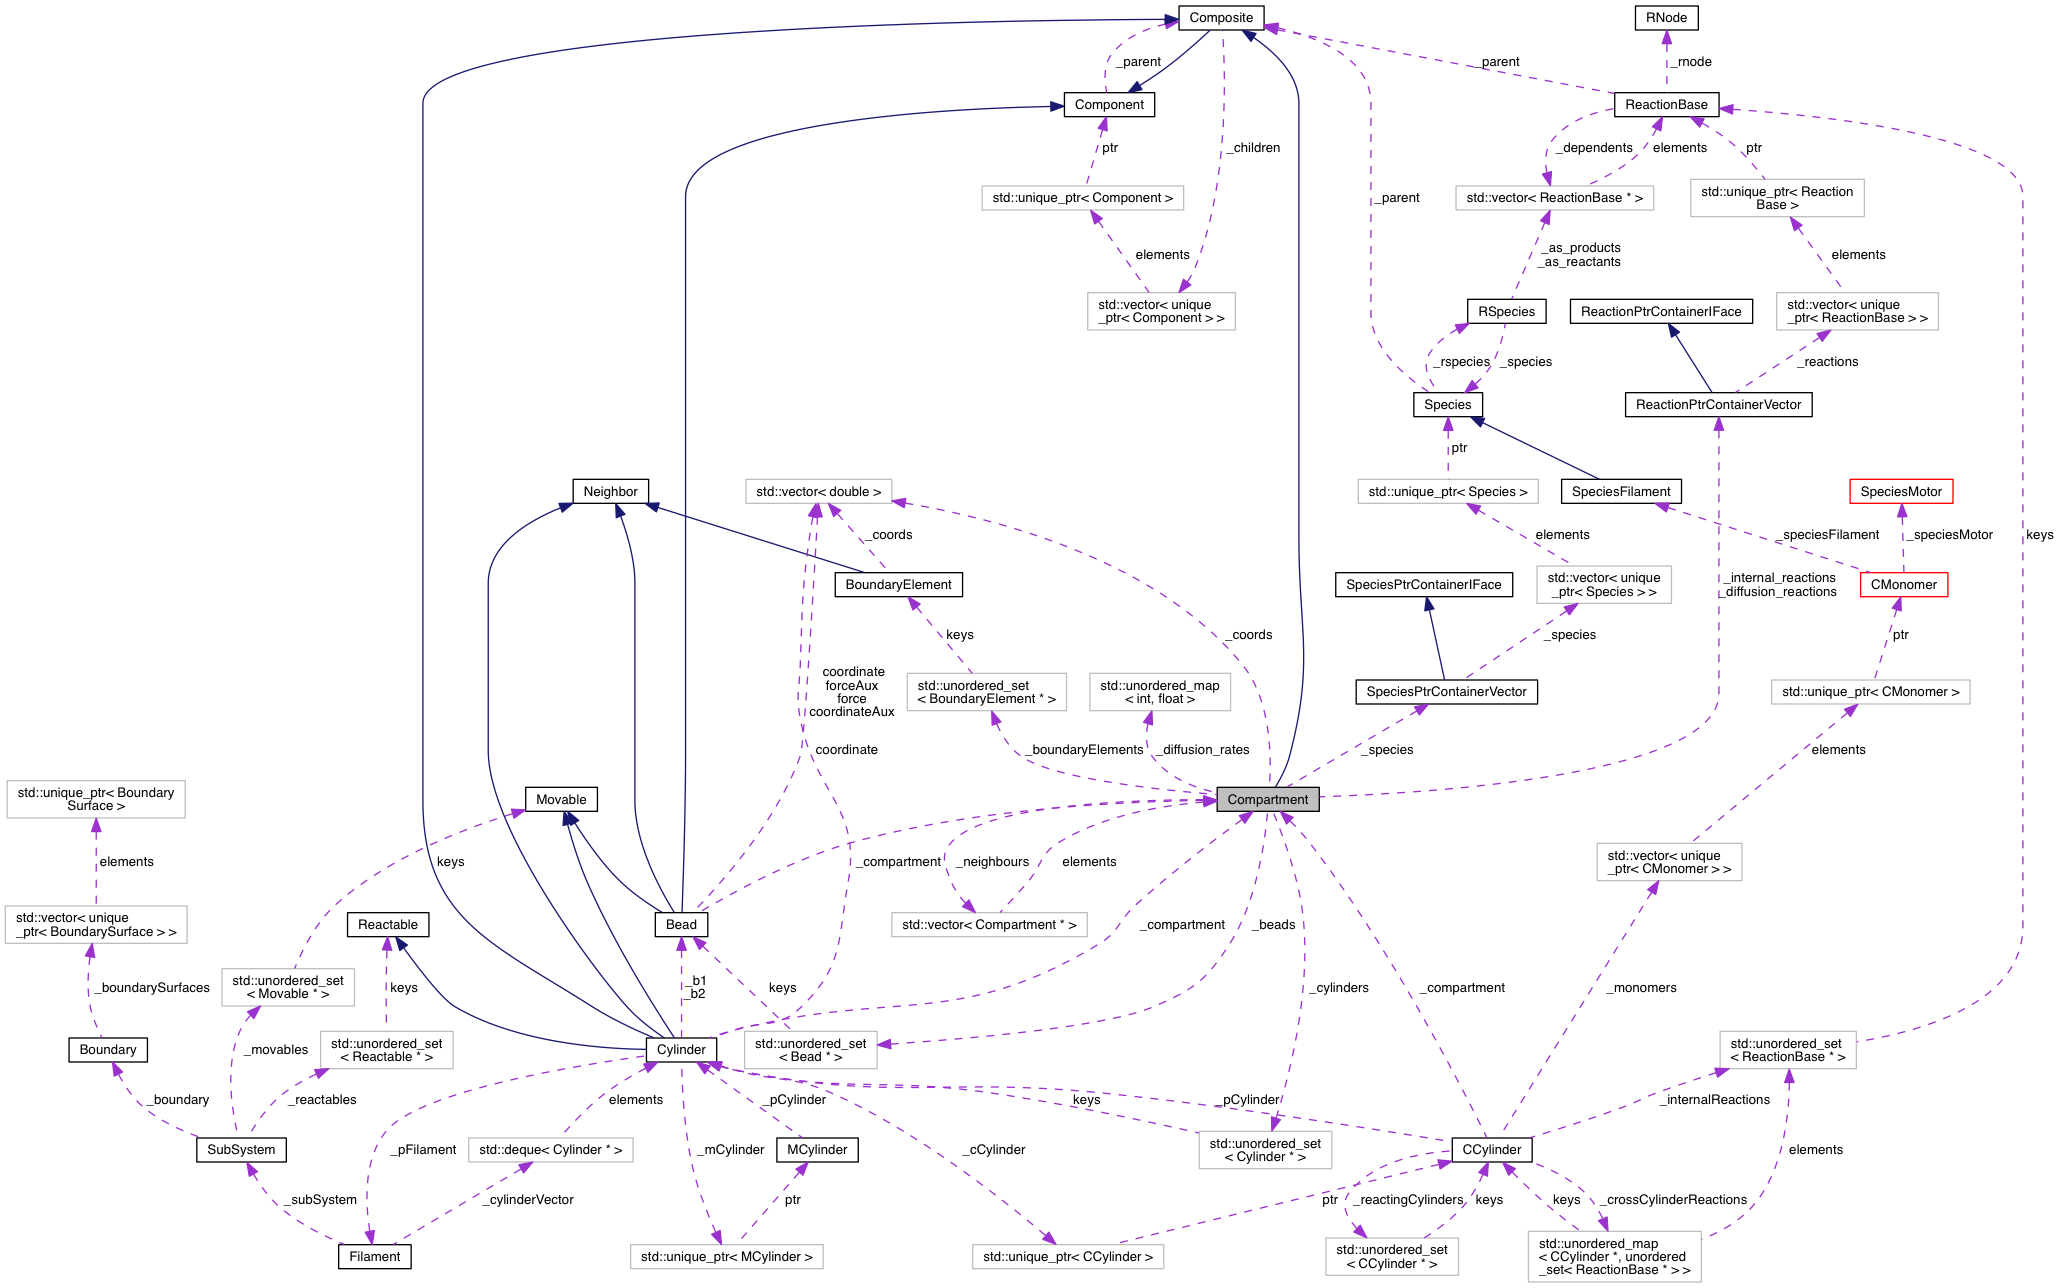 Composite
RNode
_parent
_parent
_rnode
Component
ReactionBase
ptr
_children
_dependents
elements
ptr
std::unique_ptr< Component >
_parent
std::vector< ReactionBase * >
std::unique_ptr< Reaction
Base >
elements
_as_products
_as_reactants
elements
std::vector< unique
_ptr< Component > >
RSpecies
ReactionPtrContainerIFace
std::vector< unique
_ptr< ReactionBase > >
_rspecies
_species
_reactions
Species
ReactionPtrContainerVector
ptr
Neighbor
std::vector< double >
std::unique_ptr< Species >
SpeciesFilament
SpeciesMotor
_coords
elements
_speciesFilament
_speciesMotor
keys
BoundaryElement
SpeciesPtrContainerIFace
std::vector< unique
_ptr< Species > >
_internal_reactions
_diffusion_reactions
CMonomer
keys
_coords
_species
ptr
coordinate
forceAux
force
coordinateAux
std::unordered_set
< BoundaryElement * >
std::unordered_map
< int, float >
SpeciesPtrContainerVector
std::unique_ptr< CMonomer >
coordinate
_boundaryElements
_diffusion_rates
_species
elements
std::unique_ptr< Boundary
Surface >
Movable
Compartment
elements
keys
_compartment
_neighbours
elements
std::vector< unique
_ptr< CMonomer > >
std::vector< unique
_ptr< BoundarySurface > >
Reactable
Bead
std::vector< Compartment * >
_compartment
_beads
_boundarySurfaces
std::unordered_set
< Movable * >
keys
_b1
_b2
keys
_cylinders
_compartment
_monomers
Boundary
_movables
std::unordered_set
< Reactable * >
Cylinder
std::unordered_set
< Bead * >
std::unordered_set
< ReactionBase * >
_boundary
_reactables
elements
_pCylinder
keys
_pCylinder
_internalReactions
SubSystem
_pFilament
std::deque< Cylinder * >
_mCylinder
MCylinder
_cCylinder
std::unordered_set
< Cylinder * >
CCylinder
elements
_subSystem
_cylinderVector
ptr
ptr
_reactingCylinders
keys
keys
_crossCylinderReactions
Filament
std::unique_ptr< MCylinder >
std::unique_ptr< CCylinder >
std::unordered_set
< CCylinder * >
std::unordered_map
< CCylinder *, unordered
_set< ReactionBase * > >